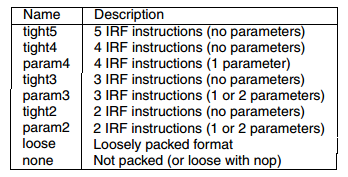 Name Description
tight5 5 IRF instructions (no parameters)
tight4 4 IRF instructions (no parameters)
param4 4 IRF instructions (1 parameter)
tight3 3 IRF instructions (no parameters)
param3 3 IRF instructions (1 or 2 parameters)
tight2 2 IRF instructions (no parameters)
param2 2 IRF instructions (1 or 2 parameters)
loose Loosely packed format
none Not packed (or loose with nop)